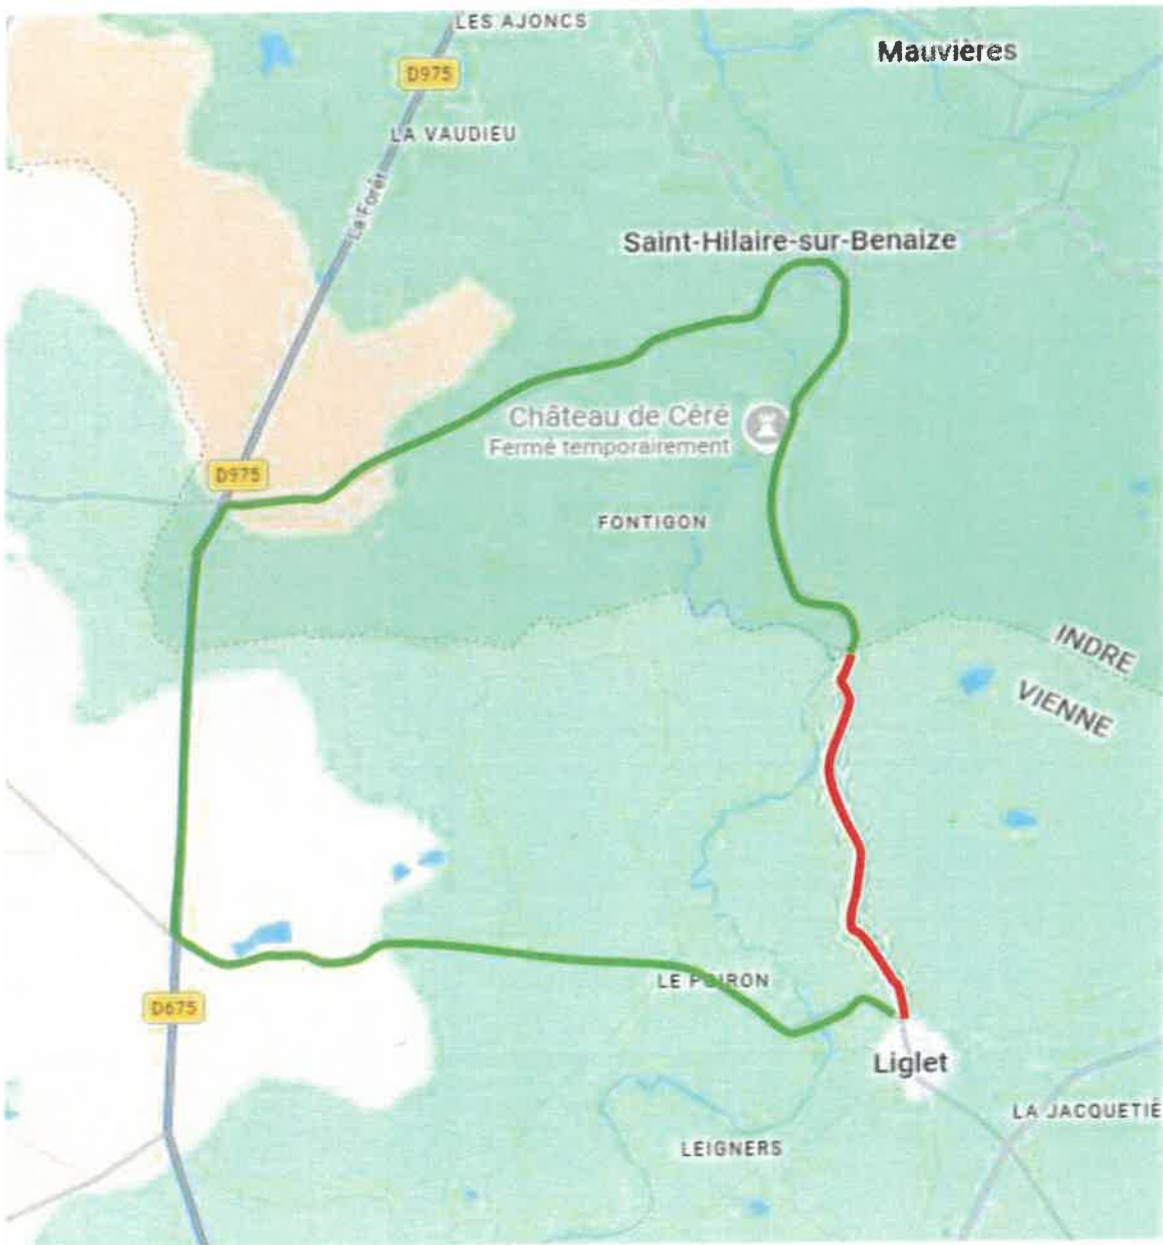 LES AJONCS
Mauvières
D975
LA VAUDIEU
La Forêt
Saint-Hilaire-sur-Benaize
Château de Céré
Fermé temporairement
D975
FONTIGON
INDRE
VIENNE
LE POIRON
D675
Liglet
LA JACQUETIÈ
LEIGNERS